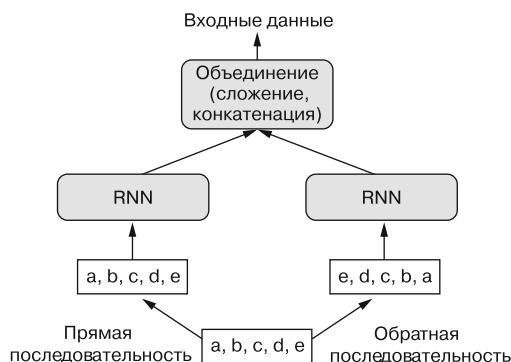 Входные данные
Объединение
(сложение,
конкатенация)
RNN
RNN
a, b, c, d, e
e, d, c, b, a
Прямая
последовательность
a, b, c, d, e
Обратная
последовательность